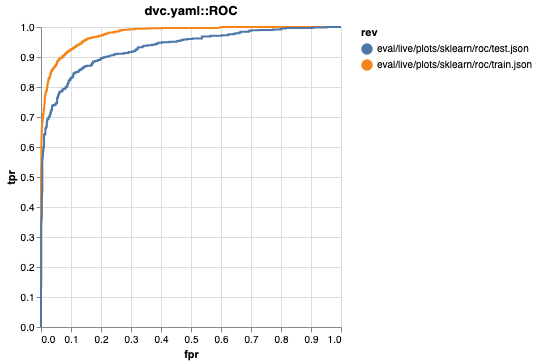 dvc.yaml::ROC
rev
eval/live/plots/sklearn/roc/test.json
eval/live/plots/sklearn/roc/train.json
tpr
1.0
0.9
0.8
0.7
0.6
0.5
0.4
0.3
0.2
0.1
0.0
0.0 0.1 0.2 0.3 0.4 0.5 0.6 0.7 0.8 0.9 1.0
fpr